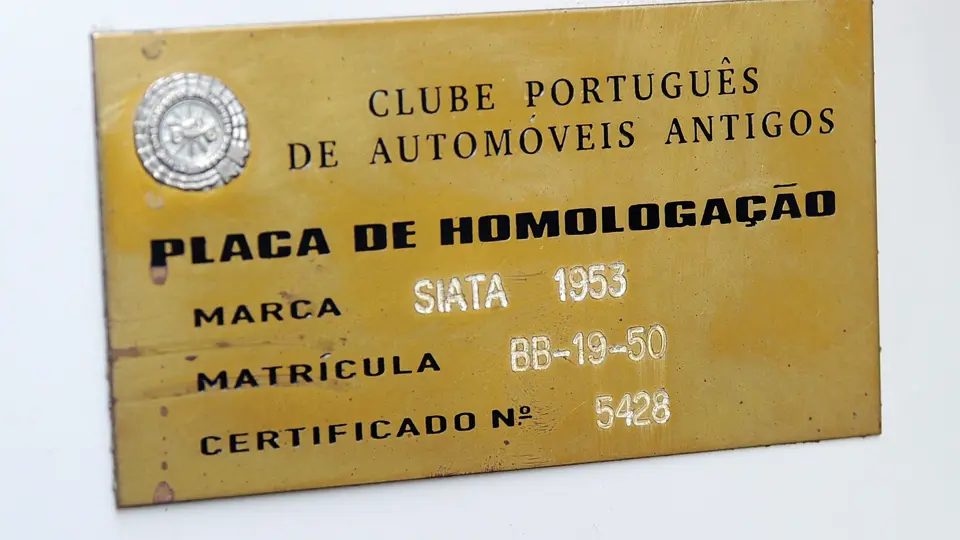 CLUBE PORTUGUÊS
DE AUTOMÓVEIS ANTIGOS
PLACA DE HOMOLOGAÇÃO
MARCA SIATA 1953
MATRÍCULA BB-19-50
CERTIFICADO Nº 5428